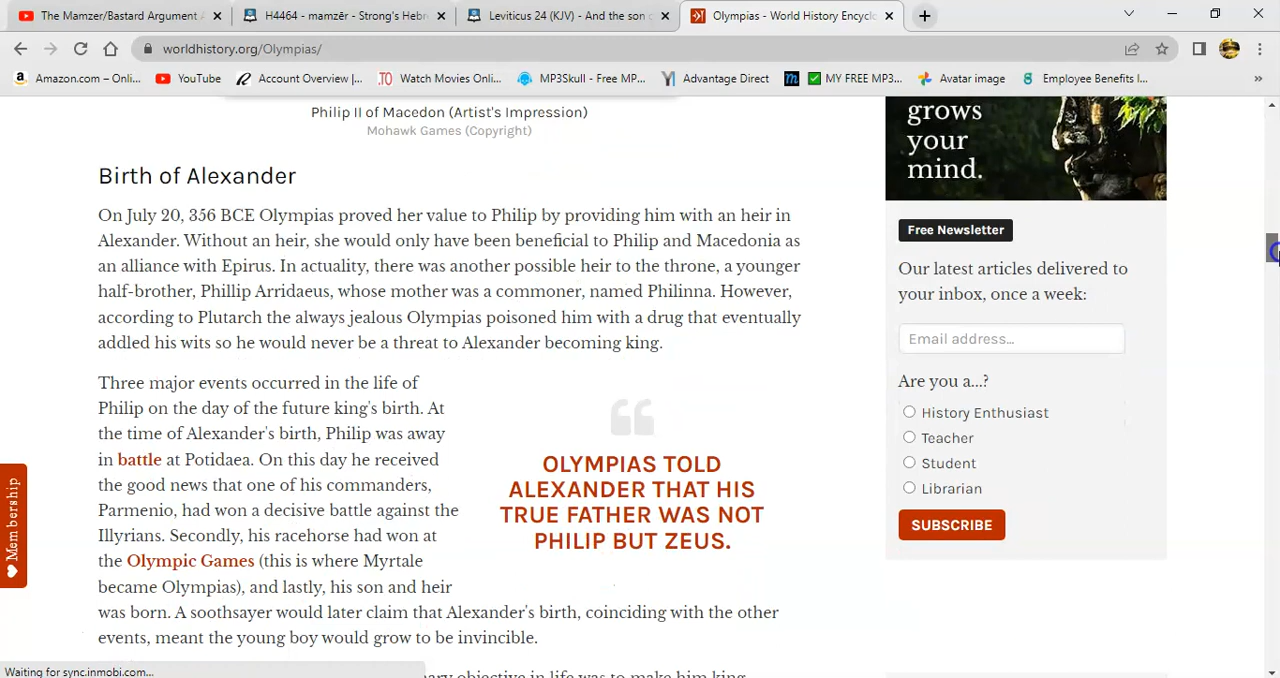 The Mamzer/Bastard Argument
H4464 - mamzêr - Strong's Hebr
Leviticus 24 (KJV) - And the son o
Olympias - World History Encyclo
worldhistory.org/Olympias/
Amazon.com – Onli...
YouTube
Account Overview |...
Watch Movies Onli...
MP3Skull - Free MP...
Advantage Direct
MY FREE MP3...
Avatar image
Employee Benefits I...
Philip II of Macedon (Artist's Impression)
Mohawk Games (Copyright)
Birth of Alexander
On July 20, 356 BCE Olympias proved her value to Philip by providing him with an heir in
Alexander. Without an heir, she would only have been beneficial to Philip and Macedonia as
an alliance with Epirus. In actuality, there was another possible heir to the throne, a younger
half-brother, Phillip Arridaeus, whose mother was a commoner, named Philinna. However,
according to Plutarch the always jealous Olympias poisoned him with a drug that eventually
addled his wits so he would never be a threat to Alexander becoming king.
Three major events occurred in the life of
Philip on the day of the future king's birth. At
the time of Alexander's birth, Philip was away
in battle at Potidaea. On this day he received
the good news that one of his commanders,
Parmenio, had won a decisive battle against the
Illyrians. Secondly, his racehorse had won at
the Olympic Games (this is where Myrtale
became Olympias), and lastly, his son and heir
was born. A soothsayer would later claim that Alexander's birth, coinciding with the other
events, meant the young boy would grow to be invincible.
ary objective in life was to make him king
OLYMPIAS TOLD
ALEXANDER THAT HIS
TRUE FATHER WAS NOT
PHILIP BUT ZEUS.
grows
your
mind.
Free Newsletter
Our latest articles delivered to
your inbox, once a week:
Email address...
Are you a...?
History Enthusiast
Teacher
Student
Librarian
SUBSCRIBE
Membership
Waiting for sync.inmobi.com...